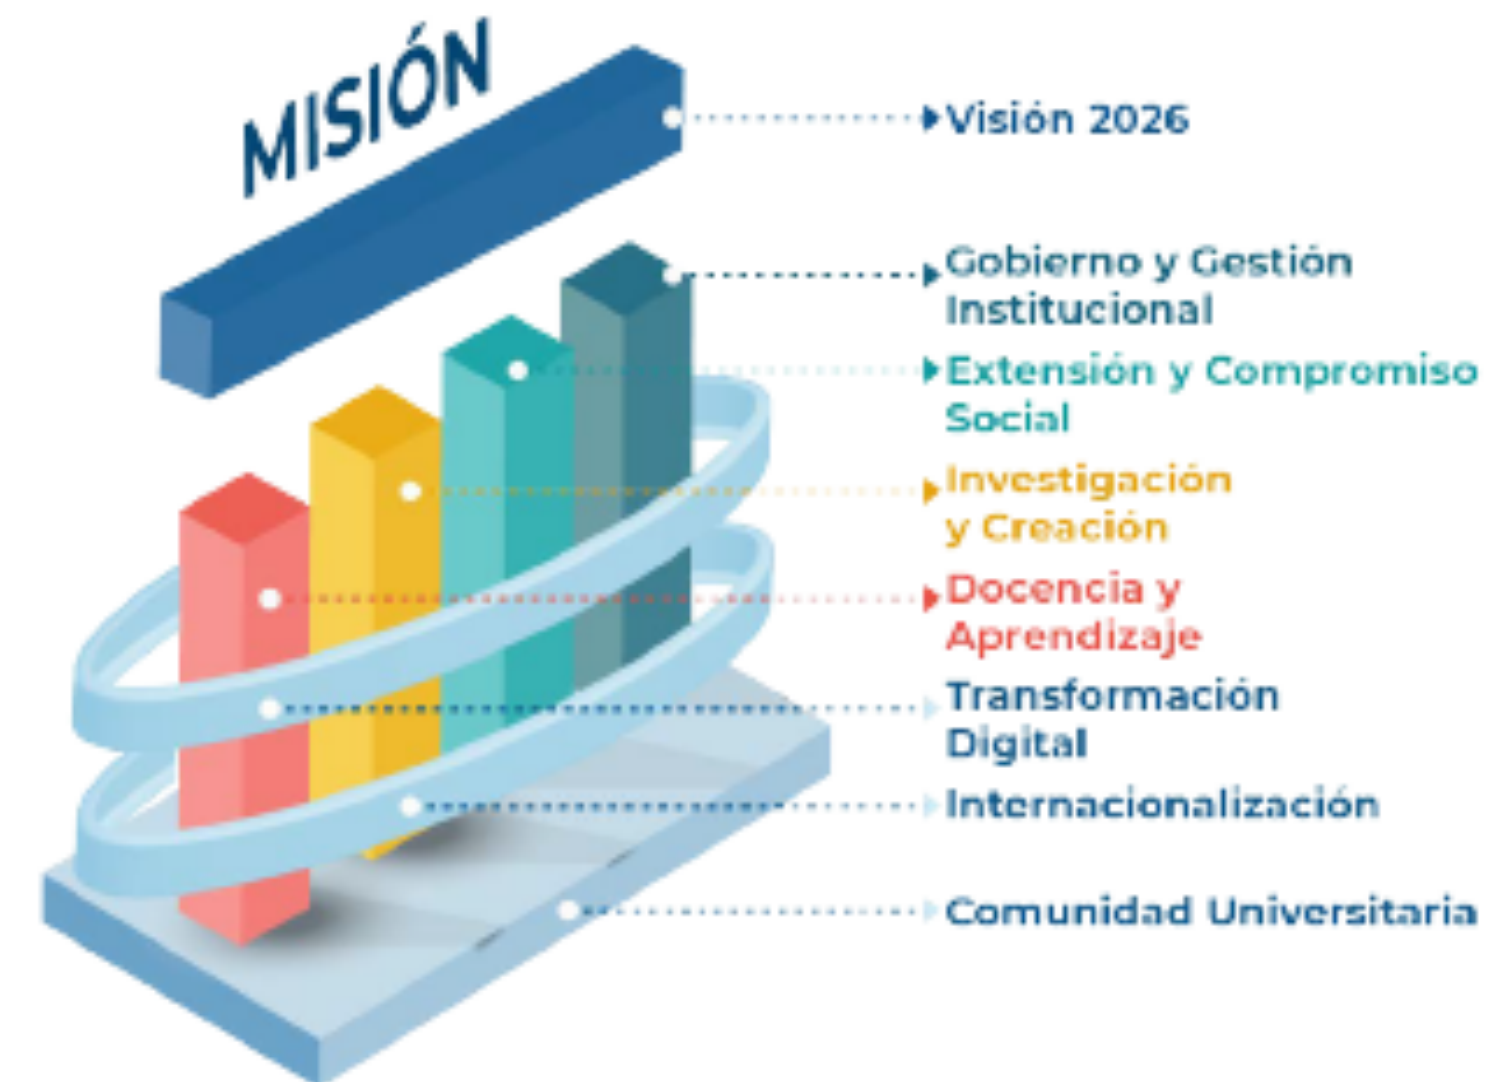 MISIÓN
Visión 2026
Gobierno y Gestión
Institucional
Extensión y Compromiso
Social
Investigación
y Creación
Docencia y
Aprendizaje
Transformación
Digital
Internacionalización
Comunidad Universitaria